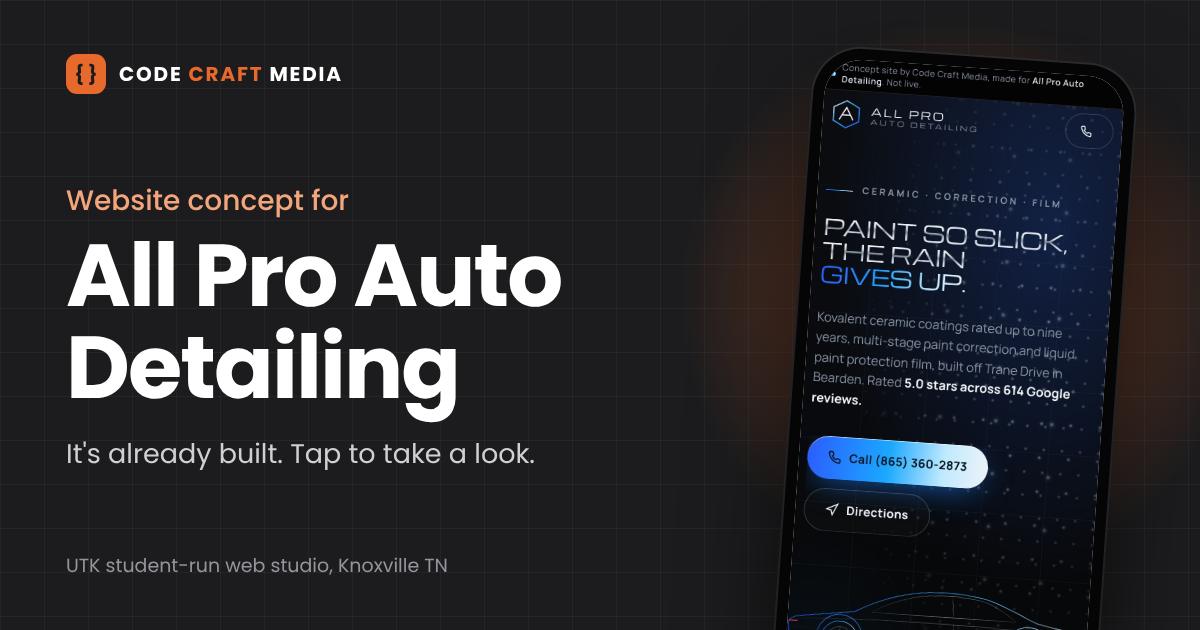 { } CODE CRAFT MEDIA
Website concept for
All Pro Auto
Detailing
It's already built. Tap to take a look.
UTK student-run web studio, Knoxville TN
Concept site by Code Craft Media, made for All Pro Auto
Detailing. Not live.
A ALL PRO
AUTO DETAILING
CERAMIC · CORRECTION · FILM
PAINT SO SLICK,
THE RAIN
GIVES UP.
Kovalent ceramic coatings rated up to nine
years, multi-stage paint correction and liquid
paint protection film, built off Trane Drive in
Bearden. Rated 5.0 stars across 614 Google
reviews.
Call (865) 360-2873
Directions